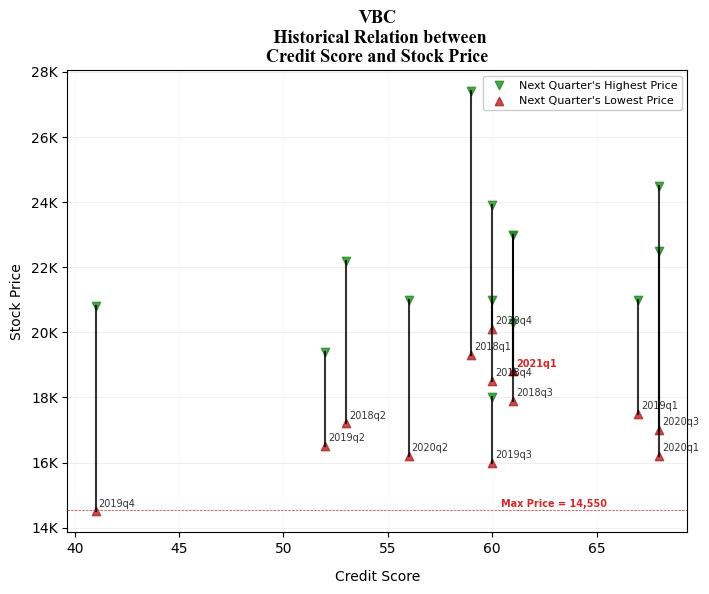 VBC
Historical Relation between
Credit Score and Stock Price
Next Quarter's Highest Price
Next Quarter's Lowest Price
28K
26K
24K
22K
20K
18K
16K
14K
Stock Price
2020q4
2018q1
2021q1
2018q4
2018q3
2019q1
2018q2
2020q3
2019q2
2020q2
2019q3
2020q1
2019q4
Max Price = 14,550
40
45
50
55
60
65
Credit Score